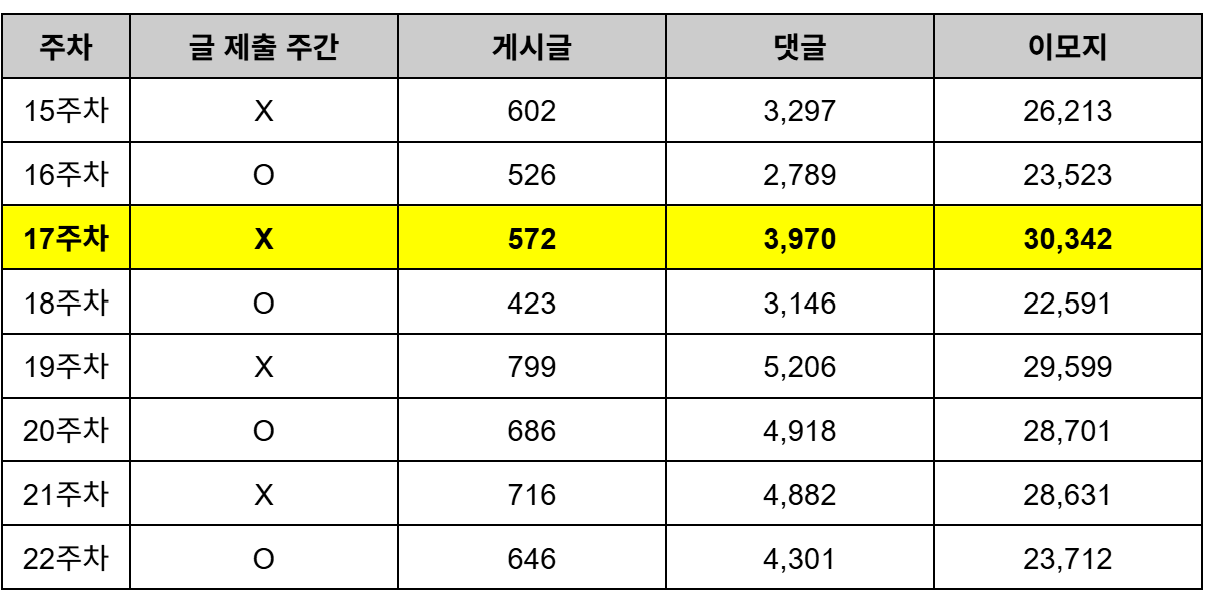 주차 글 제출 주간 게시글 댓글 이모지
15주차 X 602 3,297 26,213
16주차 O 526 2,789 23,523
17주차 X 572 3,970 30,342
18주차 O 423 3,146 22,591
19주차 X 799 5,206 29,599
20주차 O 686 4,918 28,701
21주차 X 716 4,882 28,631
22주차 O 646 4,301 23,712